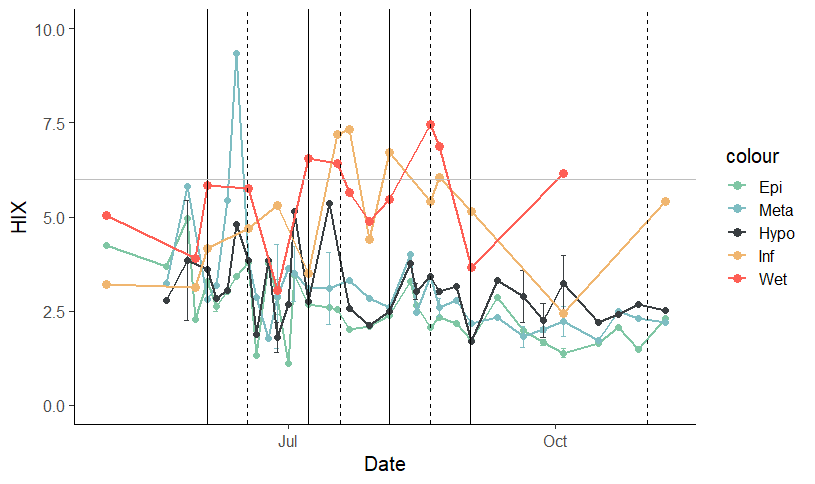 10.0
7.5
5.0
2.5
0.0
HIX
Jul
Oct
Date
colour
Epi
Meta
Hypo
Inf
Wet